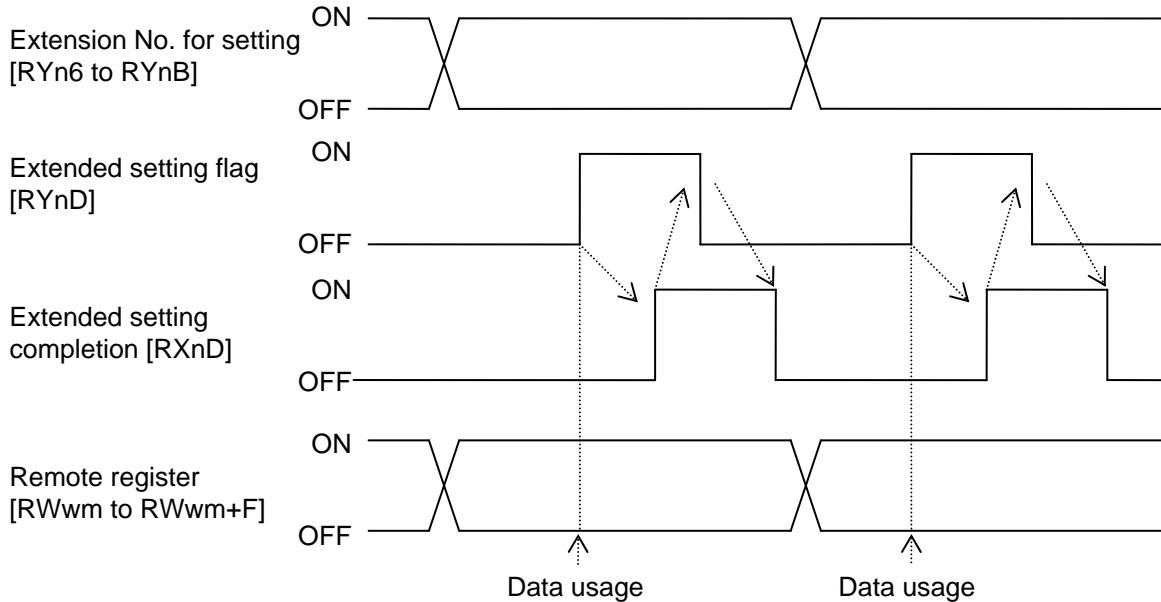 ON
Extension No. for setting
[RYn6 to RYnB]
OFF
ON
Extended setting flag
[RYnD]
OFF
ON
Extended setting
completion [RXnD]
OFF
ON
Remote register
[RWwm to RWwm+F]
OFF
Data usage
Data usage